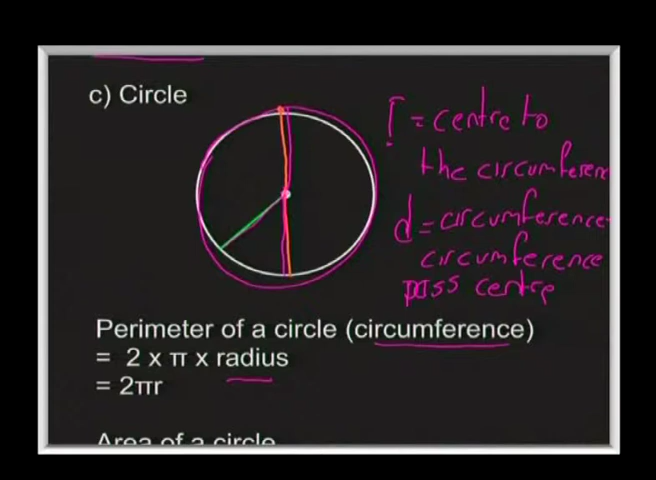 c) Circle
r = centre to
the circumferen
d = circumference-
circumference
pass centre
Perimeter of a circle (circumference)
= 2 x π x radius
= 2πr
Area of a circle